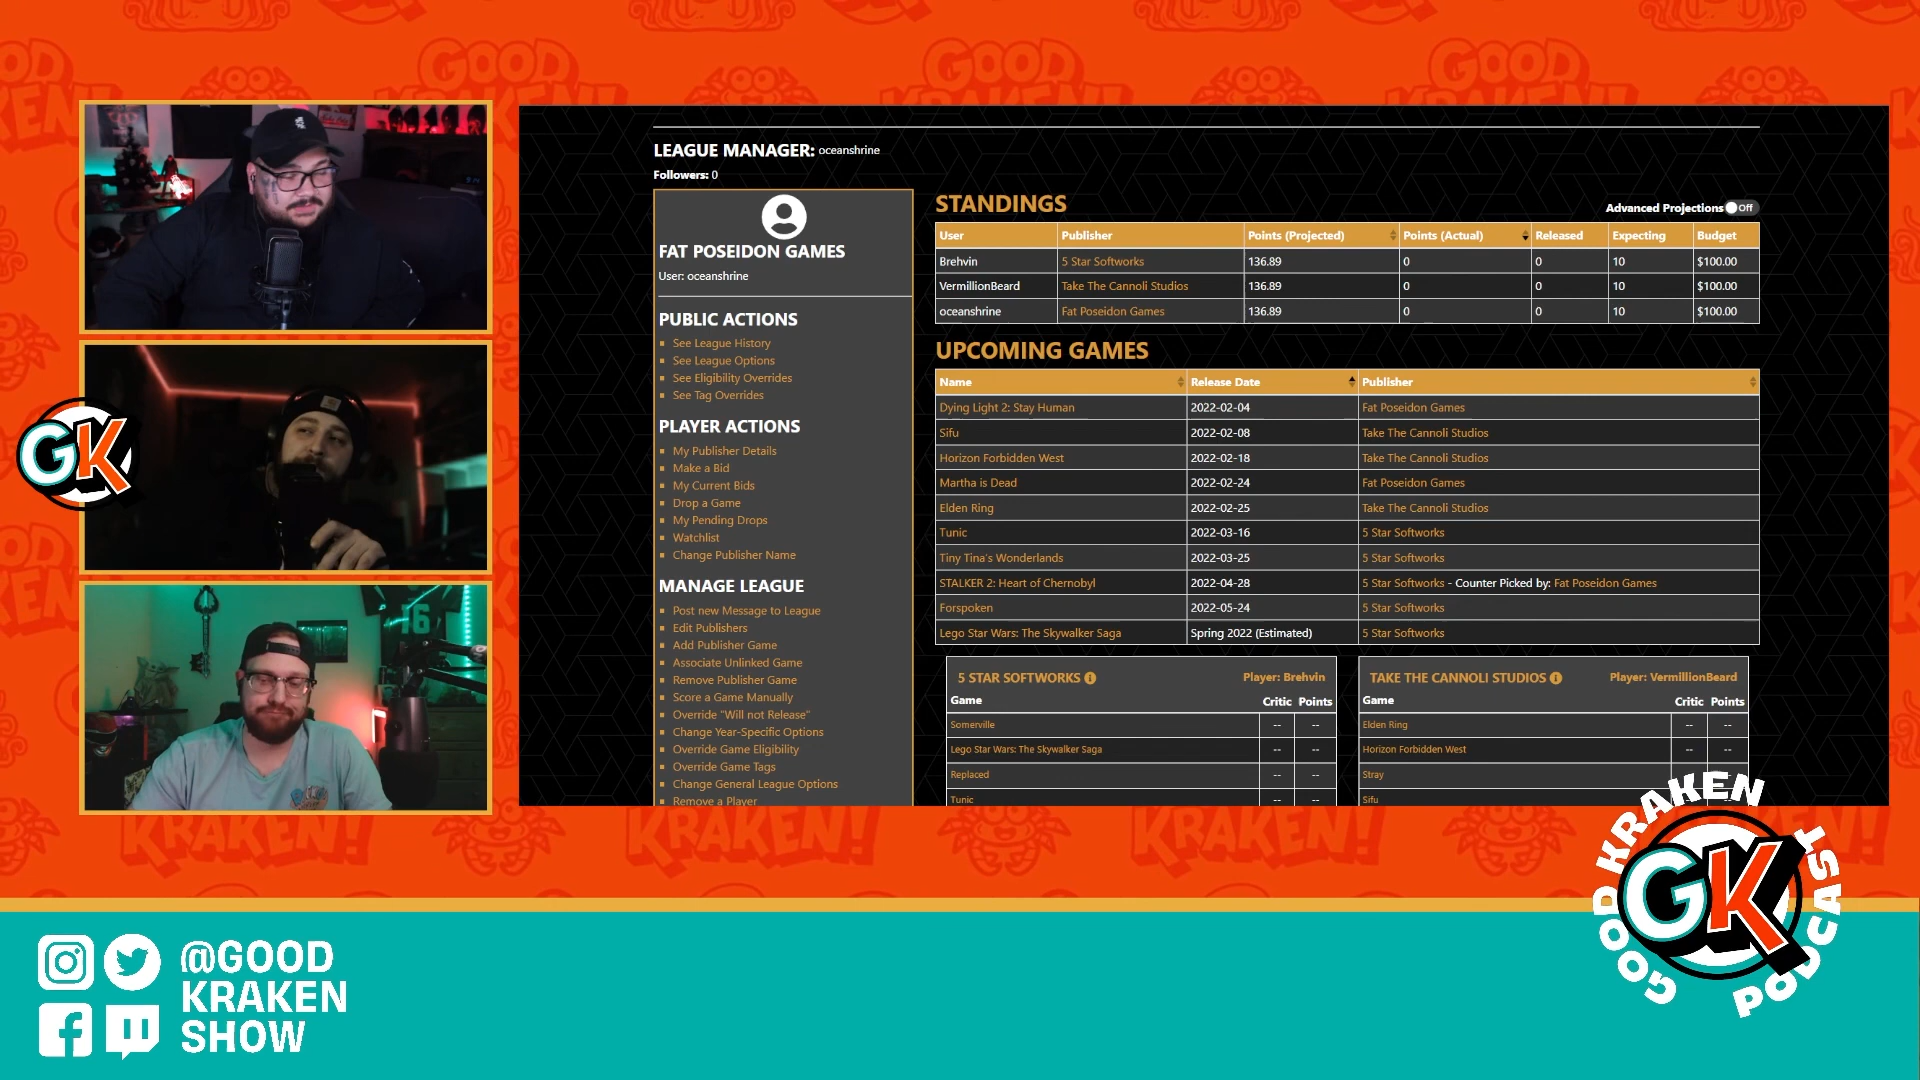 LEAGUE MANAGER: oceanshrine
Followers: 0
FAT POSEIDON GAMES
User: oceanshrine
PUBLIC ACTIONS
See League History
See League Options
See Eligibility Overrides
See Tag Overrides
PLAYER ACTIONS
My Publisher Details
Make a Bid
My Current Bids
Drop a Game
My Pending Drops
Watchlist
Change Publisher Name
MANAGE LEAGUE
Post new Message to League
Edit Publishers
Add Publisher Game
Associate Unlinked Game
Remove Publisher Game
Score a Game Manually
Override "Will not Release"
Change Year-Specific Options
Override Game Eligibility
Override Game Tags
Change General League Options
Remove a Player
STANDINGS
Advanced Projections Off
User Publisher Points (Projected) Points (Actual) Released Expecting Budget
Brehvin 5 Star Softworks 136.89 0 0 10 $100.00
VermillionBeard Take The Cannoli Studios 136.89 0 0 10 $100.00
oceanshrine Fat Poseidon Games 136.89 0 0 10 $100.00
UPCOMING GAMES
Name Release Date Publisher
Dying Light 2: Stay Human 2022-02-04 Fat Poseidon Games
Sifu 2022-02-08 Take The Cannoli Studios
Horizon Forbidden West 2022-02-18 Take The Cannoli Studios
Martha is Dead 2022-02-24 Fat Poseidon Games
Elden Ring 2022-02-25 Take The Cannoli Studios
Tunic 2022-03-16 5 Star Softworks
Tiny Tina's Wonderlands 2022-03-25 5 Star Softworks
STALKER 2: Heart of Chernobyl 2022-04-28 5 Star Softworks - Counter Picked by: Fat Poseidon Games
Forspoken 2022-05-24 5 Star Softworks
Lego Star Wars: The Skywalker Saga Spring 2022 (Estimated) 5 Star Softworks
5 STAR SOFTWORKS Player: Brehvin
Game Critic Points
Somerville -- --
Lego Star Wars: The Skywalker Saga -- --
Replaced -- --
Tunic -- --
TAKE THE CANNOLI STUDIOS Player: VermillionBeard
Game Critic Points
Elden Ring -- --
Horizon Forbidden West -- --
Stray -- --
Sifu
16
GK
GOOD KRAKEN PODCAST
GK
@GOOD
KRAKEN
SHOW
GOOD KRAKEN!